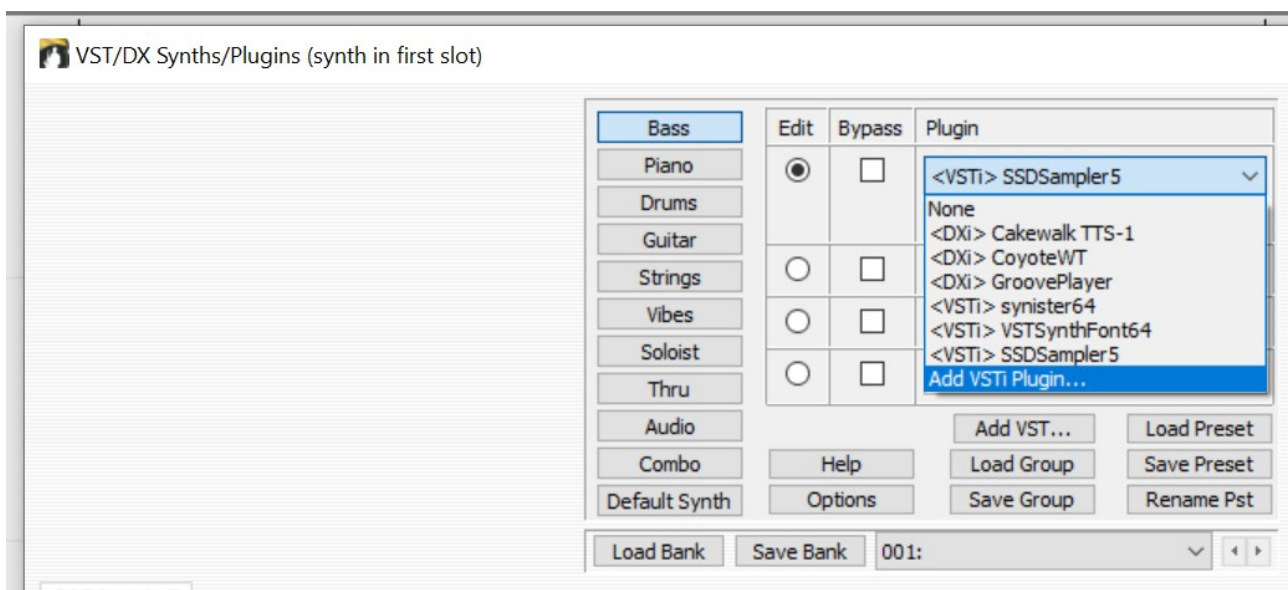 VST/DX Synths/Plugins (synth in first slot)
Bass
Piano
Drums
Guitar
Strings
Vibes
Soloist
Thru
Audio
Combo
Default Synth
Edit Bypass Plugin
<VSTi> SSDSampler5
None
<DXi> Cakewalk TTS-1
<DXi> CoyoteWT
<DXi> GroovePlayer
<VSTi> synister64
<VSTi> VSTSynthFont64
<VSTi> SSDSampler5
Add VSTi Plugin...
Add VST... Load Preset
Help Load Group Save Preset
Options Save Group Rename Pst
Load Bank Save Bank 001: